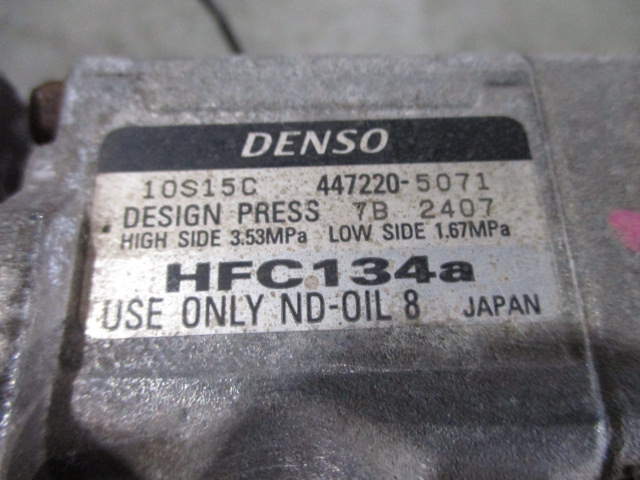 DENSO
10S15C 447220-5071
DESIGN PRESS 7B 2407
HIGH SIDE 3.53MPa LOW SIDE 1.67MPa
HFC134a
USE ONLY ND-OIL 8 JAPAN